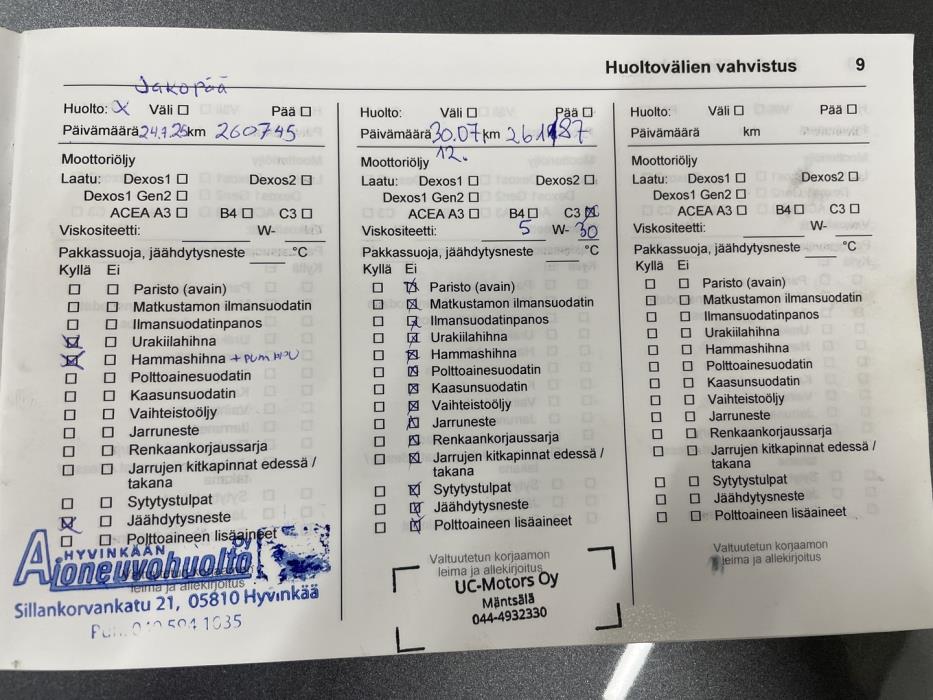 Huoltovälien vahvistus 9
Jakopää
Huolto: X Väli ☐ Pää ☐
Päivämäärä 24.7.25 km 260745
Moottoriöljy
Laatu: Dexos1 ☐ Dexos2 ☐
Dexos1 Gen2 ☐
ACEA A3 ☐ B4 ☐ C3 ☐
Viskositeetti: W-
Pakkassuoja, jäähdytysneste °C
Kyllä Ei
☐ ☐ Paristo (avain)
☐ ☐ Matkustamon ilmansuodatin
☐ ☐ Ilmansuodatinpanos
☒ ☐ Urakiilahihna
☒ ☐ Hammashihna + PUMPPU
☐ ☐ Polttoainesuodatin
☐ ☐ Kaasunsuodatin
☐ ☐ Vaihteistoöljy
☐ ☐ Jarruneste
☐ ☐ Renkaankorjaussarja
☐ ☐ Jarrujen kitkapinnat edessä /
takana
☐ ☐ Sytytystulpat
☒ ☐ Jäähdytysneste
☐ ☐ Polttoaineen lisäaineet
HYVINKÄÄN Oy
Ajoneuvohuolto
leima ja allekirjoitus
Sillankorvankatu 21, 05810 Hyvinkää
Huolto: Väli ☐ Pää ☐
Päivämäärä 30.07 km
12.
Moottoriöljy
Laatu: Dexos1 ☐ Dexos2 ☐
Dexos1 Gen2 ☐
ACEA A3 ☐ B4 ☐ C3 ☒
Viskositeetti: 5 W- 30
Pakkassuoja, jäähdytysneste °C
Kyllä Ei
☐ ☒ Paristo (avain)
☐ ☒ Matkustamon ilmansuodatin
☐ ☒ Ilmansuodatinpanos
☐ ☒ Urakiilahihna
☐ ☒ Hammashihna
☐ ☒ Polttoainesuodatin
☐ ☒ Kaasunsuodatin
☐ ☒ Vaihteistoöljy
☐ ☒ Jarruneste
☐ ☒ Renkaankorjaussarja
☐ ☒ Jarrujen kitkapinnat edessä /
takana
☐ ☒ Sytytystulpat
☐ ☒ Jäähdytysneste
☐ ☒ Polttoaineen lisäaineet
Valtuutetun korjaamon
leima ja allekirjoitus
UC-Motors Oy
Mäntsälä
044-4932330
Huolto: Väli ☐ Pää ☐
Päivämäärä km
Moottoriöljy
Laatu: Dexos1 ☐ Dexos2 ☐
Dexos1 Gen2 ☐
ACEA A3 ☐ B4 ☐ C3 ☐
Viskositeetti: W-
Pakkassuoja, jäähdytysneste °C
Kyllä Ei
☐ ☐ Paristo (avain)
☐ ☐ Matkustamon ilmansuodatin
☐ ☐ Ilmansuodatinpanos
☐ ☐ Urakiilahihna
☐ ☐ Hammashihna
☐ ☐ Polttoainesuodatin
☐ ☐ Kaasunsuodatin
☐ ☐ Vaihteistoöljy
☐ ☐ Jarruneste
☐ ☐ Renkaankorjaussarja
☐ ☐ Jarrujen kitkapinnat edessä /
takana
☐ ☐ Sytytystulpat
☐ ☐ Jäähdytysneste
☐ ☐ Polttoaineen lisäaineet
Valtuutetun korjaamon
leima ja allekirjoitus